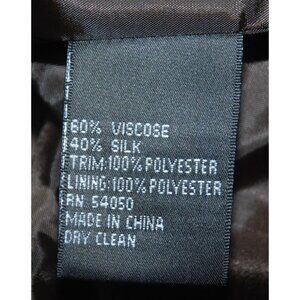 60% VISCOSE
40% SILK
TRIM:100% POLYESTER
LINING:100% POLYESTER
RN 54050
MADE IN CHINA
DRY CLEAN